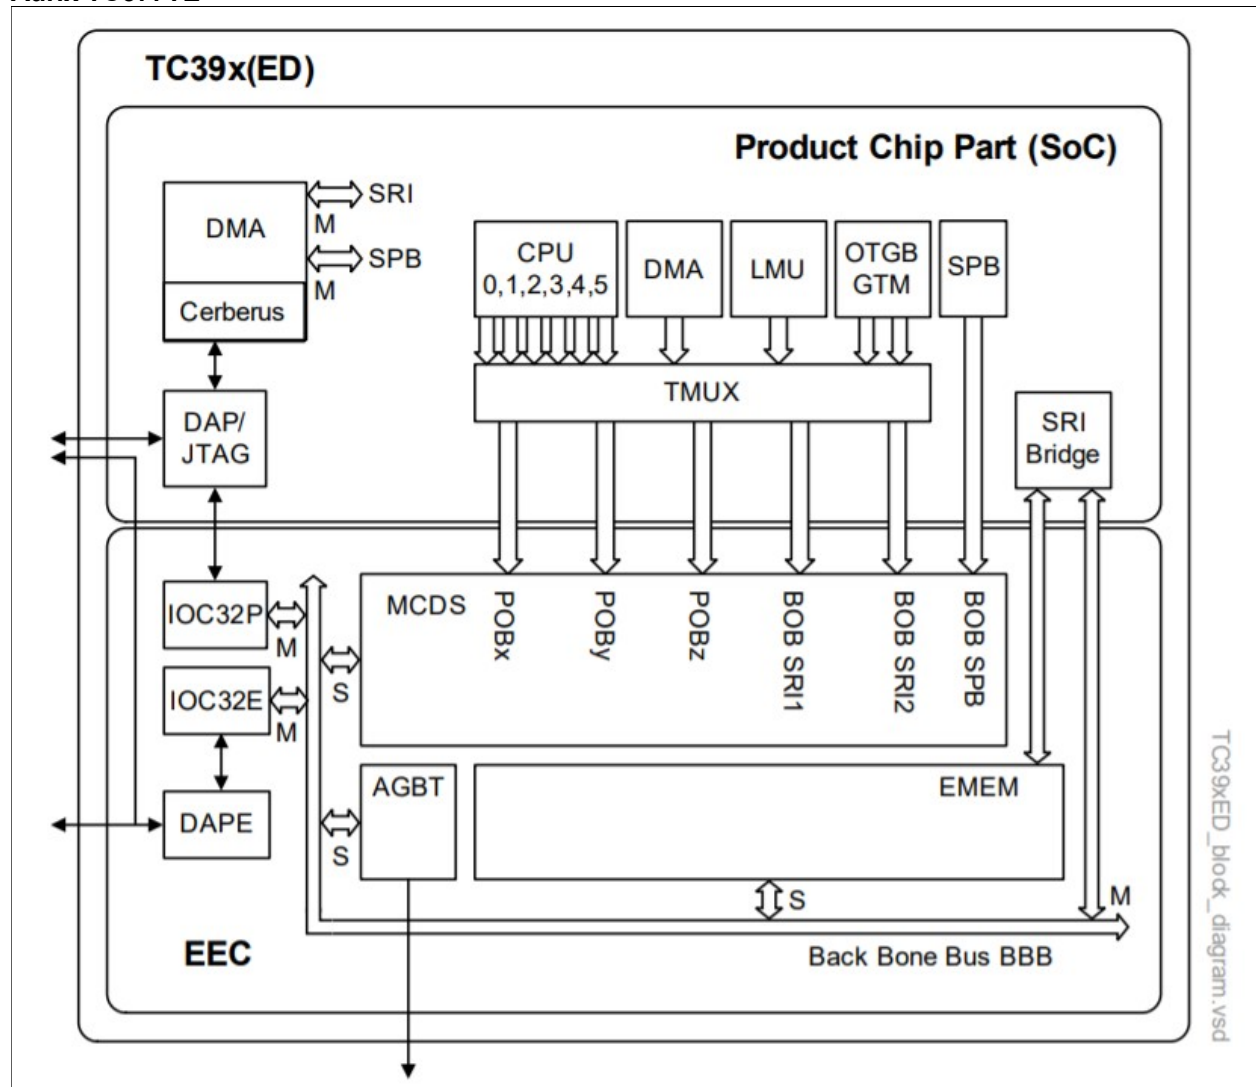 TC39x(ED)
Product Chip Part (SoC)
DMA
SRI
M
SPB
M
Cerberus
CPU
0,1,2,3,4,5
DMA
LMU
OTGB
GTM
SPB
TMUX
DAP/
JTAG
SRI
Bridge
IOC32P
M
IOC32E
M
DAPE
MCDS
S
POBx
POBy
POBz
BOB SRI1
BOB SRI2
BOB SPB
AGBT
S
EMEM
S
M
Back Bone Bus BBB
EEC
TC39xED_block_diagram.vsd